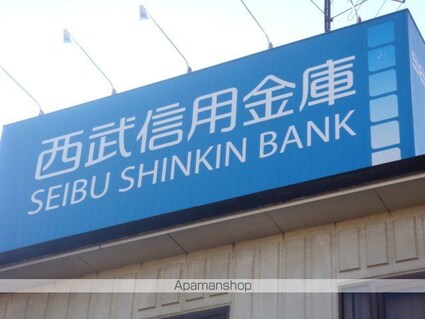 西武信用金庫
SEIBU SHINKIN BANK
Apamanshop